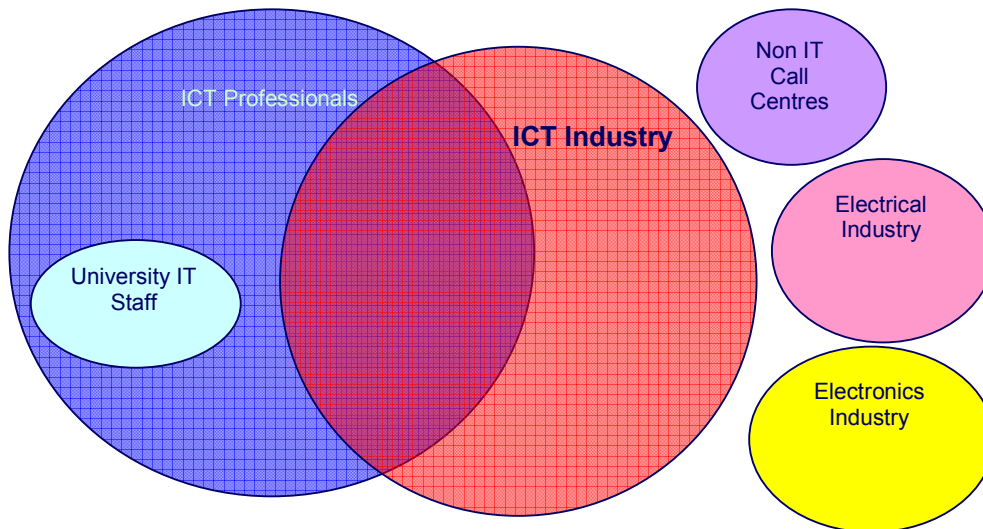 ICT Professionals
ICT Industry
Non IT
Call
Centres
Electrical
Industry
University IT
Staff
Electronics
Industry